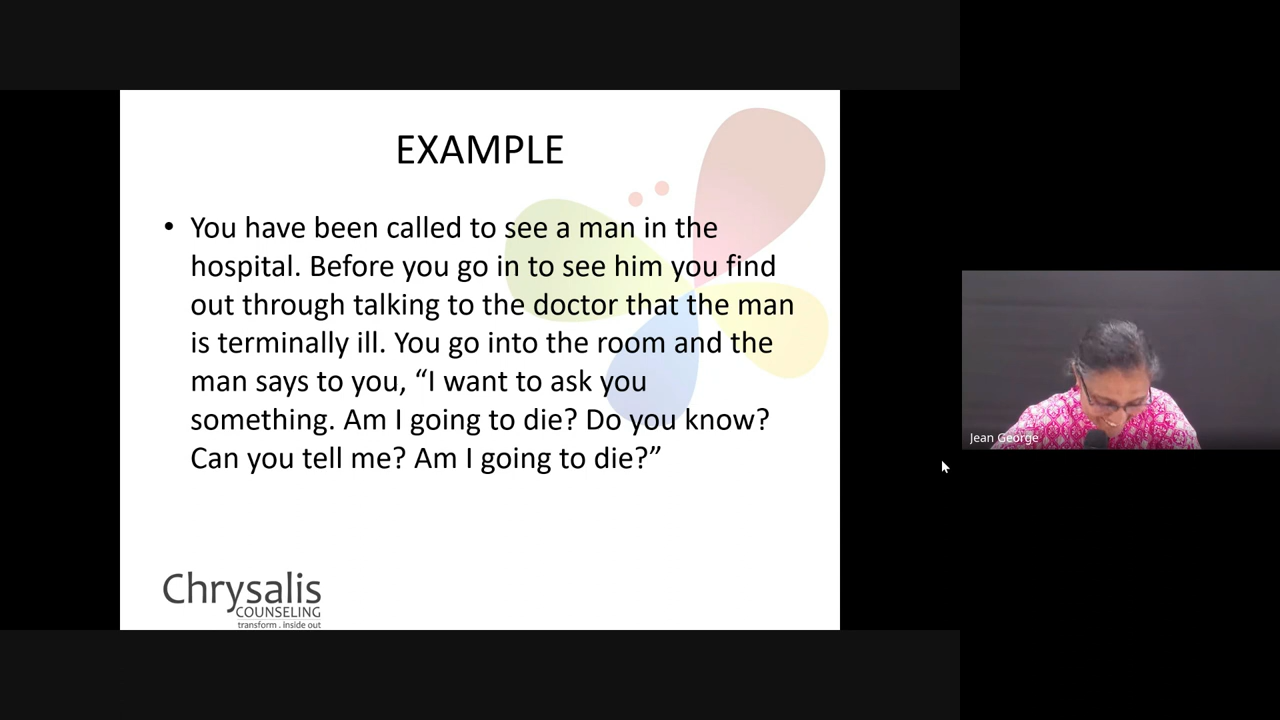 EXAMPLE
• You have been called to see a man in the
hospital. Before you go in to see him you find
out through talking to the doctor that the man
is terminally ill. You go into the room and the
man says to you, “I want to ask you
something. Am I going to die? Do you know?
Can you tell me? Am I going to die?”
Chrysalis
COUNSELING
transform . inside out
Jean George